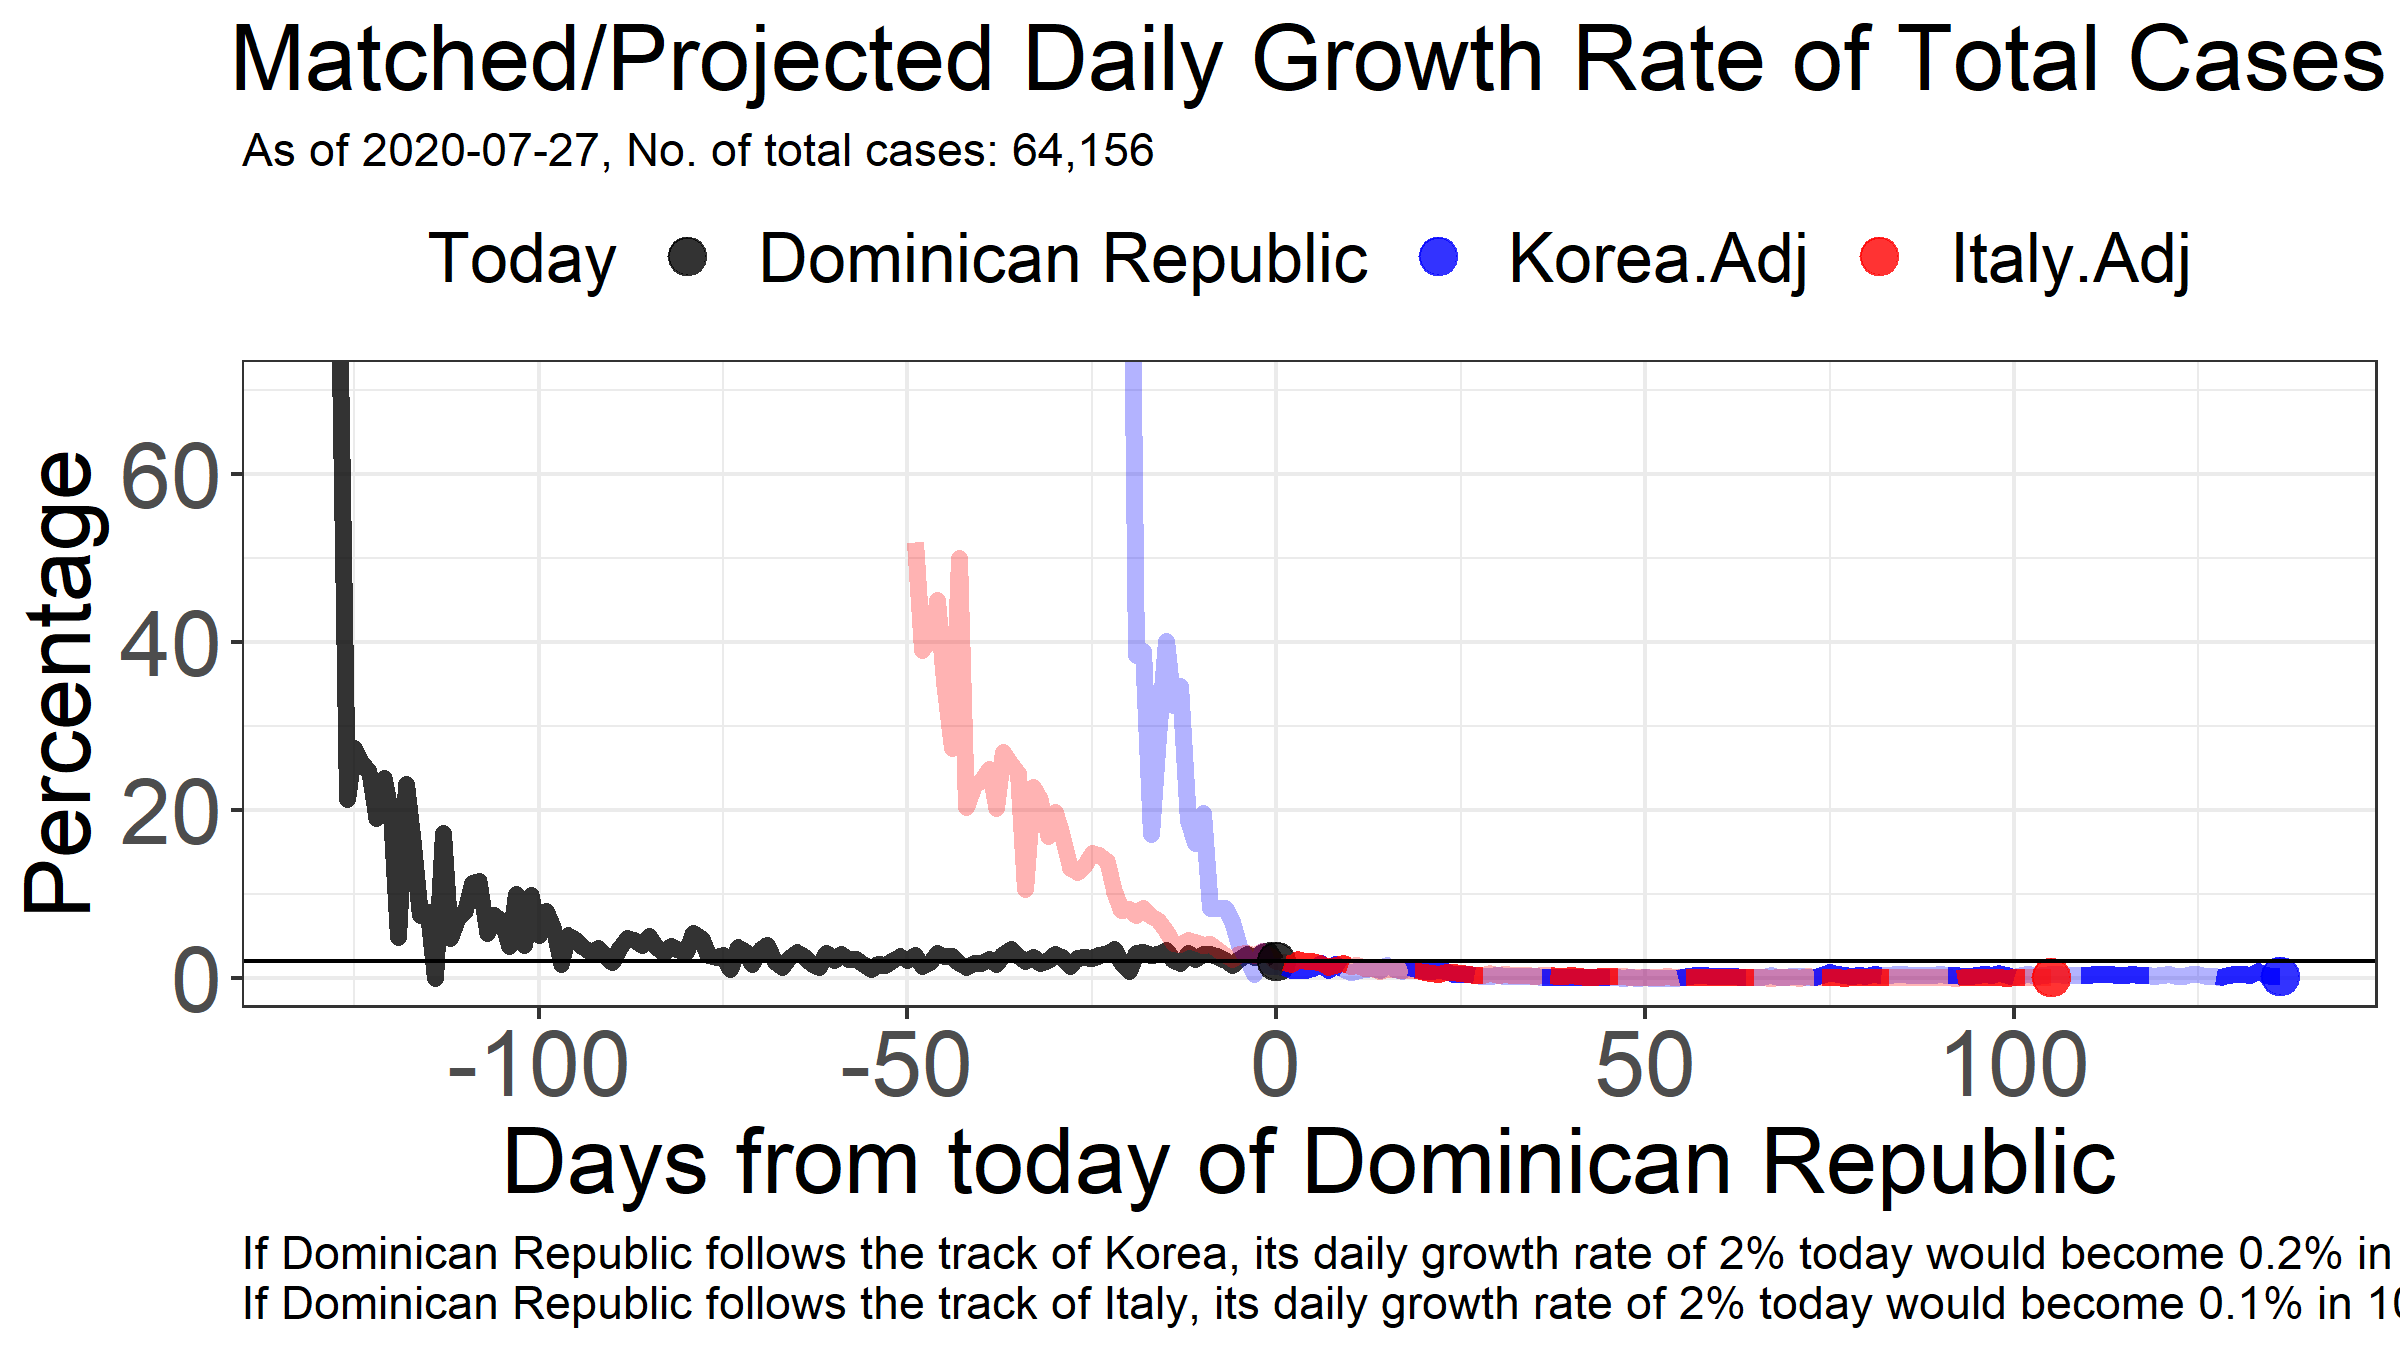 Matched/Projected Daily Growth Rate of Total Cases
As of 2020-07-27, No. of total cases: 64,156
Today Dominican Republic Korea.Adj Italy.Adj
Percentage
60
40
20
0
-100 -50 0 50 100
Days from today of Dominican Republic
If Dominican Republic follows the track of Korea, its daily growth rate of 2% today would become 0.2% in
If Dominican Republic follows the track of Italy, its daily growth rate of 2% today would become 0.1% in